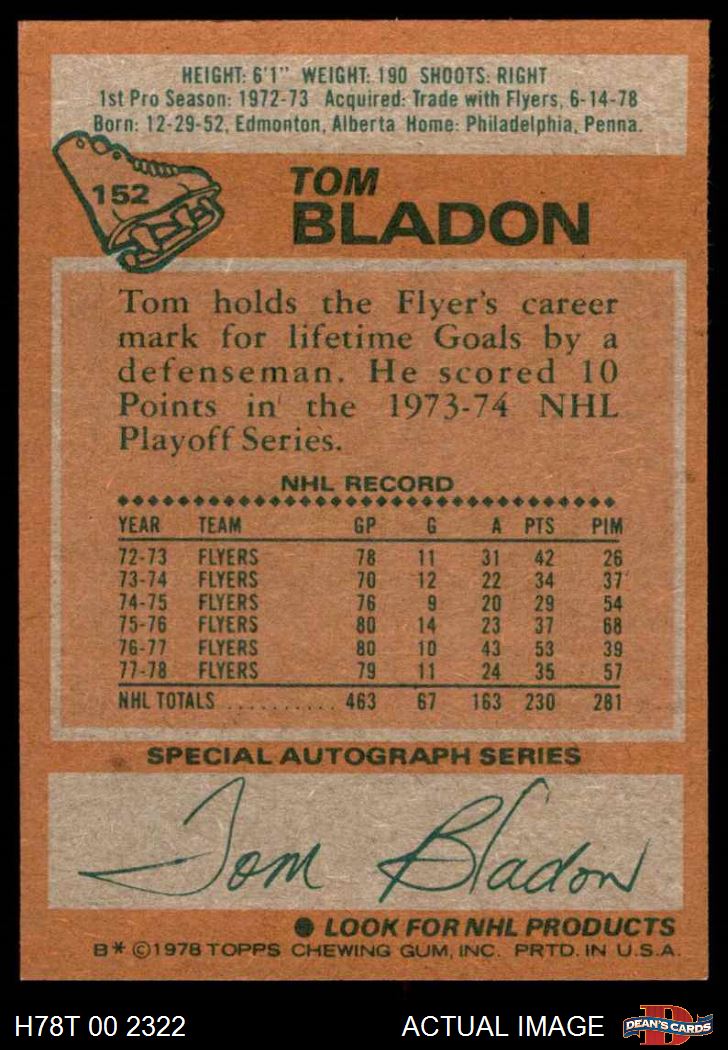 HEIGHT: 6'1" WEIGHT: 190 SHOOTS: RIGHT
1st Pro Season: 1972-73 Acquired: Trade with Flyers, 6-14-78
Born: 12-29-52, Edmonton, Alberta Home: Philadelphia, Penna.
152
TOM
BLADON
Tom holds the Flyer's career
mark for lifetime Goals by a
defenseman. He scored 10
Points in the 1973-74 NHL
Playoff Series.
NHL RECORD
YEAR TEAM GP G A PTS PIM
72-73 FLYERS 78 11 31 42 26
73-74 FLYERS 70 12 22 34 37
74-75 FLYERS 76 9 20 29 54
75-76 FLYERS 80 14 23 37 68
76-77 FLYERS 80 10 43 53 39
77-78 FLYERS 79 11 24 35 57
NHL TOTALS .......... 463 67 163 230 281
SPECIAL AUTOGRAPH SERIES
Tom Bladon
● LOOK FOR NHL PRODUCTS
B* ©1978 TOPPS CHEWING GUM, INC. PRTD. IN U.S.A.
H78T 00 2322 ACTUAL IMAGE D DEAN'S CARDS